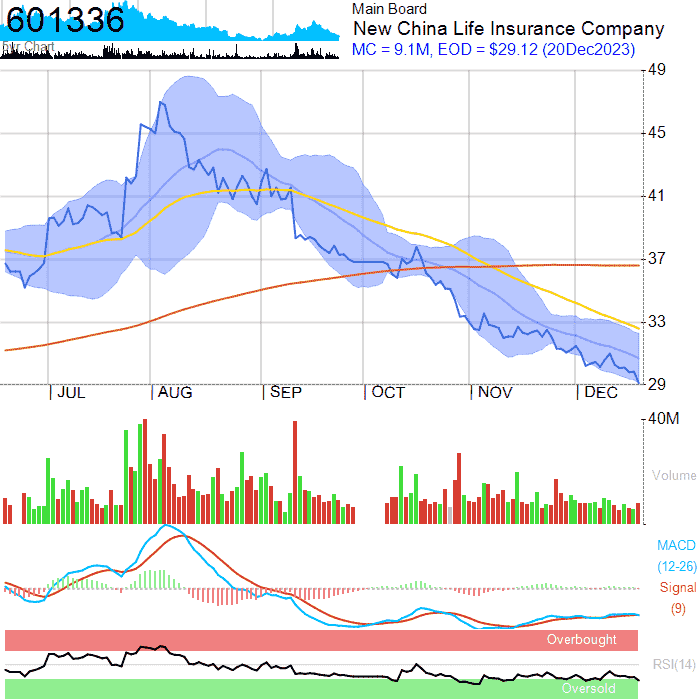 601336
5yr Chart
Main Board
New China Life Insurance Company
MC = 9.1M, EOD = $29.12 (20Dec2023)
49
45
41
37
33
29
JUL AUG SEP OCT NOV DEC
40M
Volume
MACD
(12-26)
Signal
(9)
Overbought
RSI(14)
Oversold